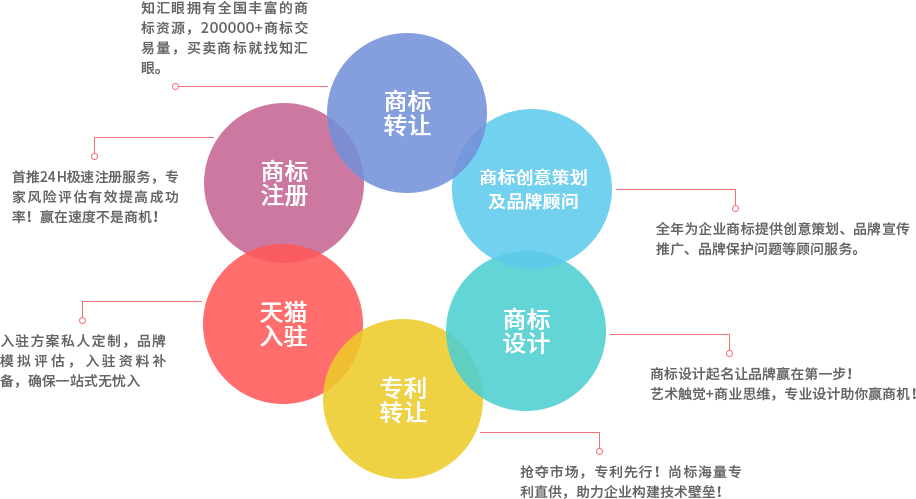 知汇眼拥有全国丰富的商
标资源，200000+商标交
易量，买卖商标就找知汇
眼。
商标
转让
商标
注册
首推24H极速注册服务，专
家风险评估有效提高成功
率！赢在速度不是商机！
商标创意策划
及品牌顾问
全年为企业商标提供创意策划、品牌宣传
推广、品牌保护问题等顾问服务。
天猫
入驻
入驻方案私人定制，品牌
模拟评估，入驻资料补
备，确保一站式无忧入
商标
设计
商标设计起名让品牌赢在第一步！
艺术触觉+商业思维，专业设计助你赢商机！
专利
转让
抢夺市场，专利先行！尚标海量专
利直供，助力企业构建技术壁垒！